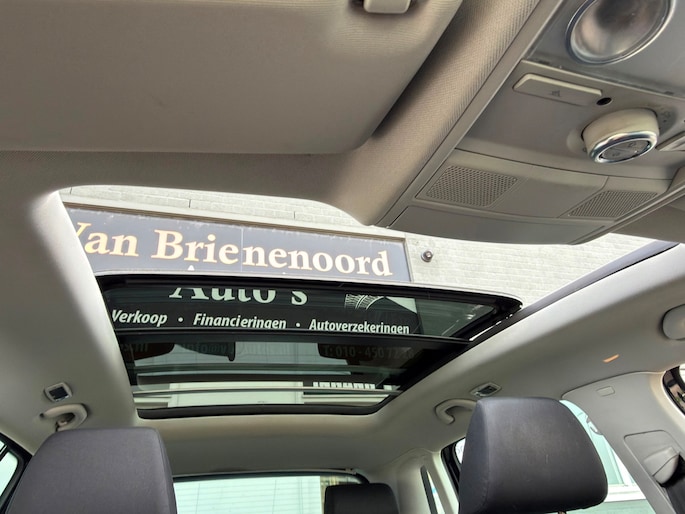 Van Brienenoord
Auto's
Verkoop • Financieringen • Autoverzekeringen